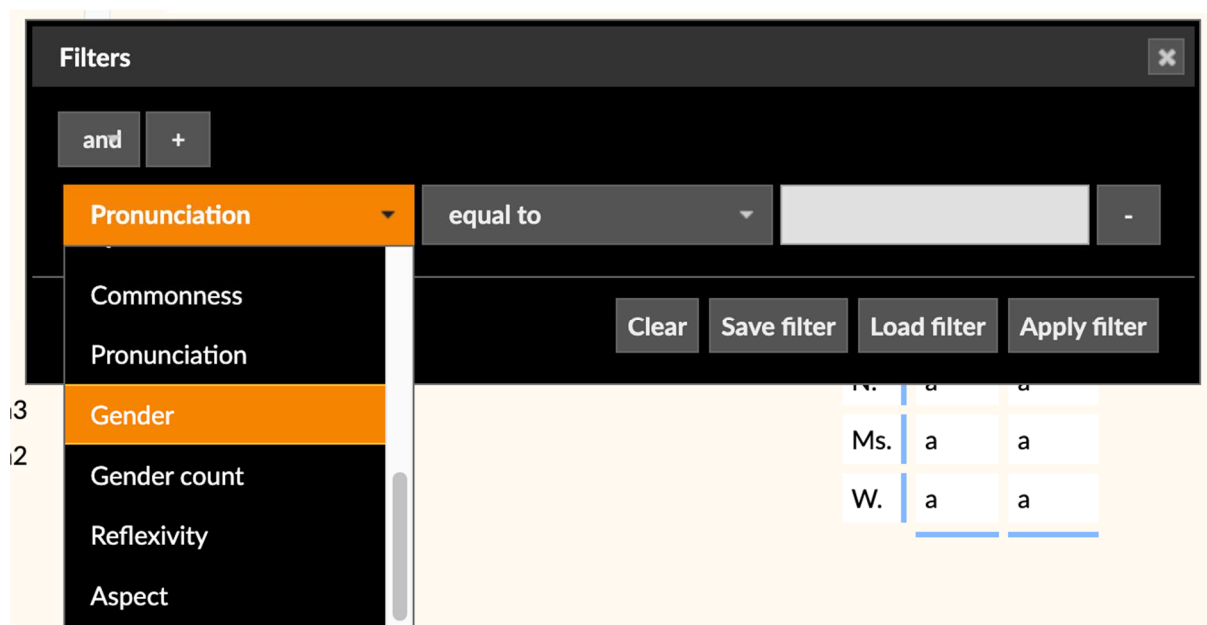 Filters
and +
Pronunciation equal to -
Commonness
Clear Save filter Load filter Apply filter
Pronunciation
Gender
Gender count
Reflexivity
Aspect
a a
Ms. a a
W. a a